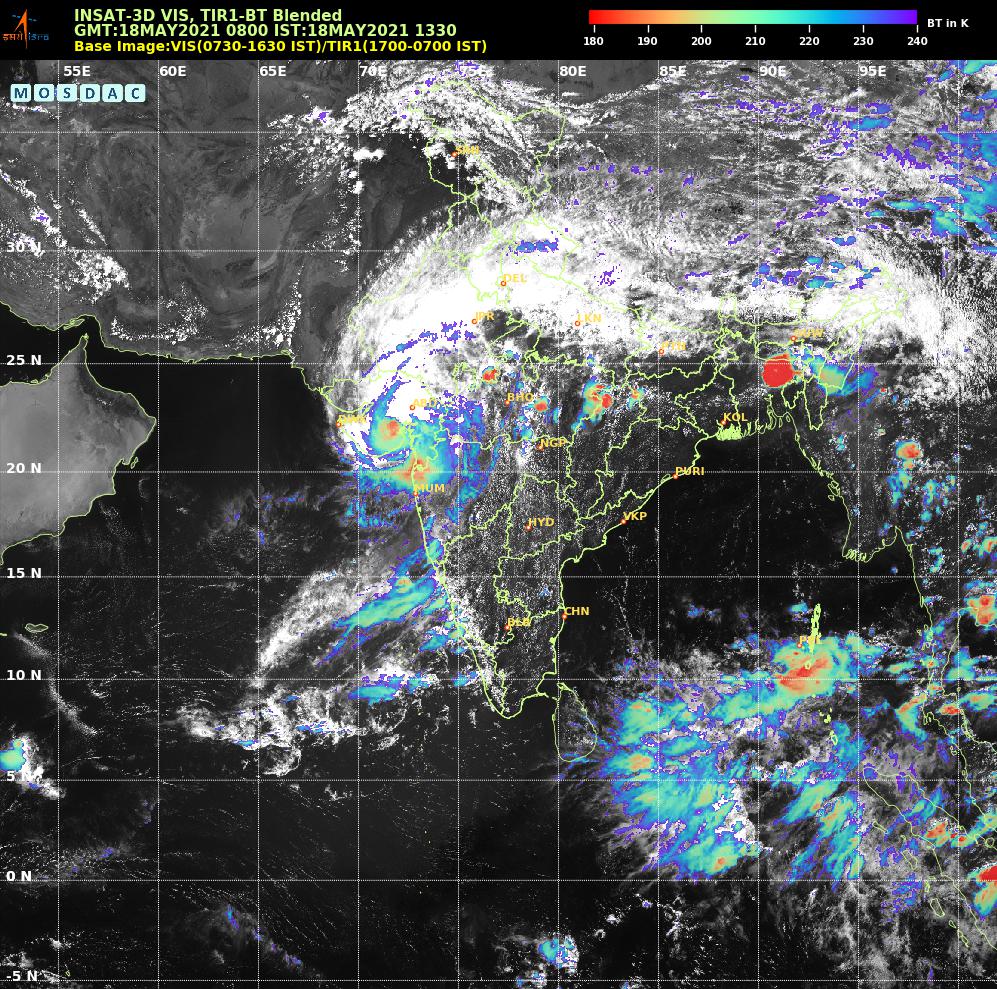 INSAT-3D VIS, TIR1-BT Blended
GMT:18MAY2021 0800 IST:18MAY2021 1330
Base Image:VIS(0730-1630 IST)/TIR1(1700-0700 IST)
BT in K
180 190 200 210 220 230 240
55E 60E 65E 70E 75E 80E 85E 90E 95E
MOSDAC
SRN
30 N
DEL
JPR LKN
GUW
PTN
25 N
BHO
KOL
NGP
20 N
PURI
MUM
HYD VKP
15 N
BLR CHN
10 N
5 N
0 N
-5 N